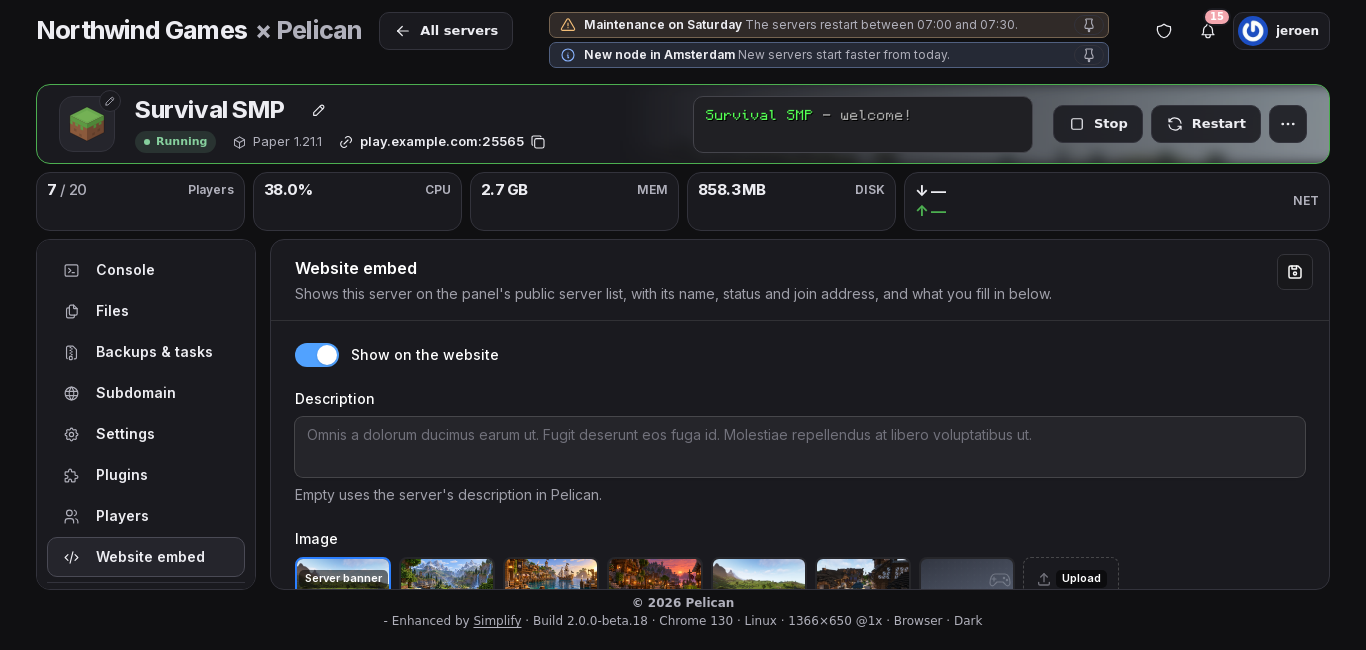 Northwind Games × Pelican
All servers
Maintenance on Saturday The servers restart between 07:00 and 07:30.
New node in Amsterdam New servers start faster from today.
15
jeroen
Survival SMP
Running
Paper 1.21.1
play.example.com:25565
Survival SMP – welcome!
Stop
Restart
7 / 20 Players
38.0% CPU
2.7 GB MEM
858.3 MB DISK
↓ —
↑ —
NET
Console
Files
Backups & tasks
Subdomain
Settings
Plugins
Players
Website embed
Website embed
Shows this server on the panel's public server list, with its name, status and join address, and what you fill in below.
Show on the website
Description
Omnis a dolorum ducimus earum ut. Fugit deserunt eos fuga id. Molestiae repellendus at libero voluptatibus ut.
Empty uses the server's description in Pelican.
Image
Server banner
Upload
© 2026 Pelican
- Enhanced by Simplify · Build 2.0.0-beta.18 · Chrome 130 · Linux · 1366×650 @1x · Browser · Dark